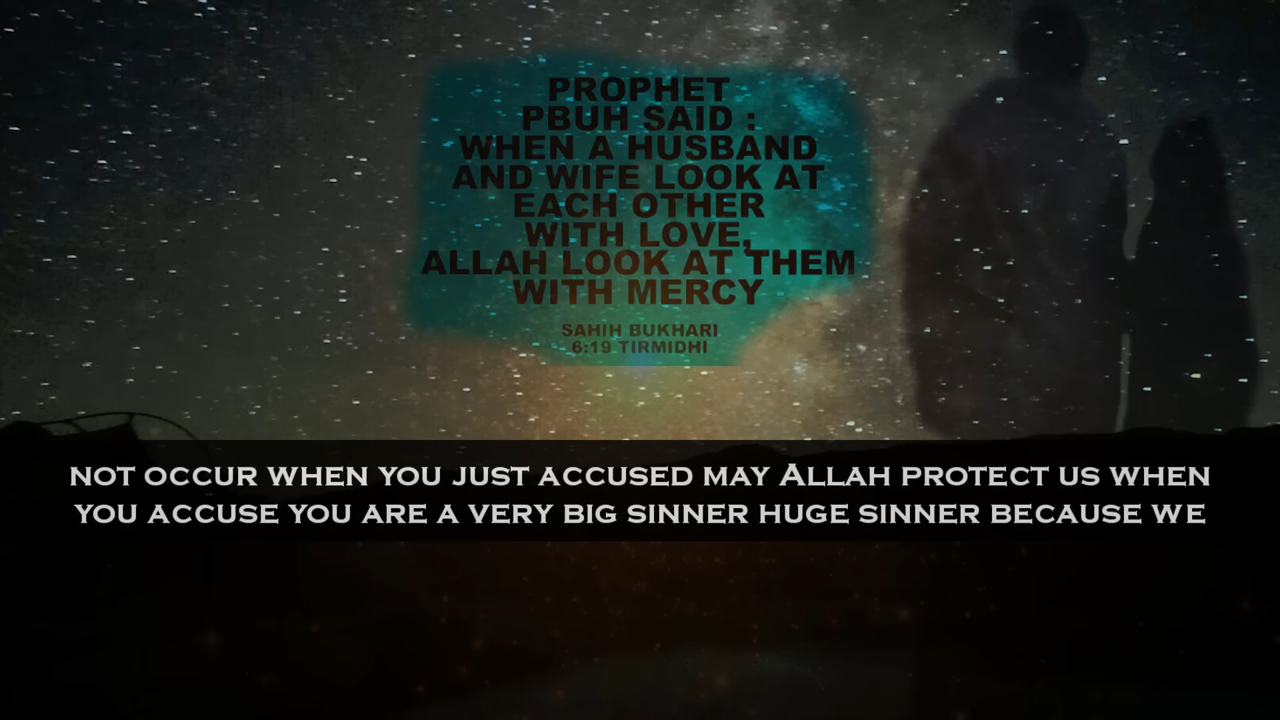 PROPHET
PBUH SAID :
WHEN A HUSBAND
AND WIFE LOOK AT
EACH OTHER
WITH LOVE,
ALLAH LOOK AT THEM
WITH MERCY
SAHIH BUKHARI
6:19 TIRMIDHI
NOT OCCUR WHEN YOU JUST ACCUSED MAY ALLAH PROTECT US WHEN
YOU ACCUSE YOU ARE A VERY BIG SINNER HUGE SINNER BECAUSE WE